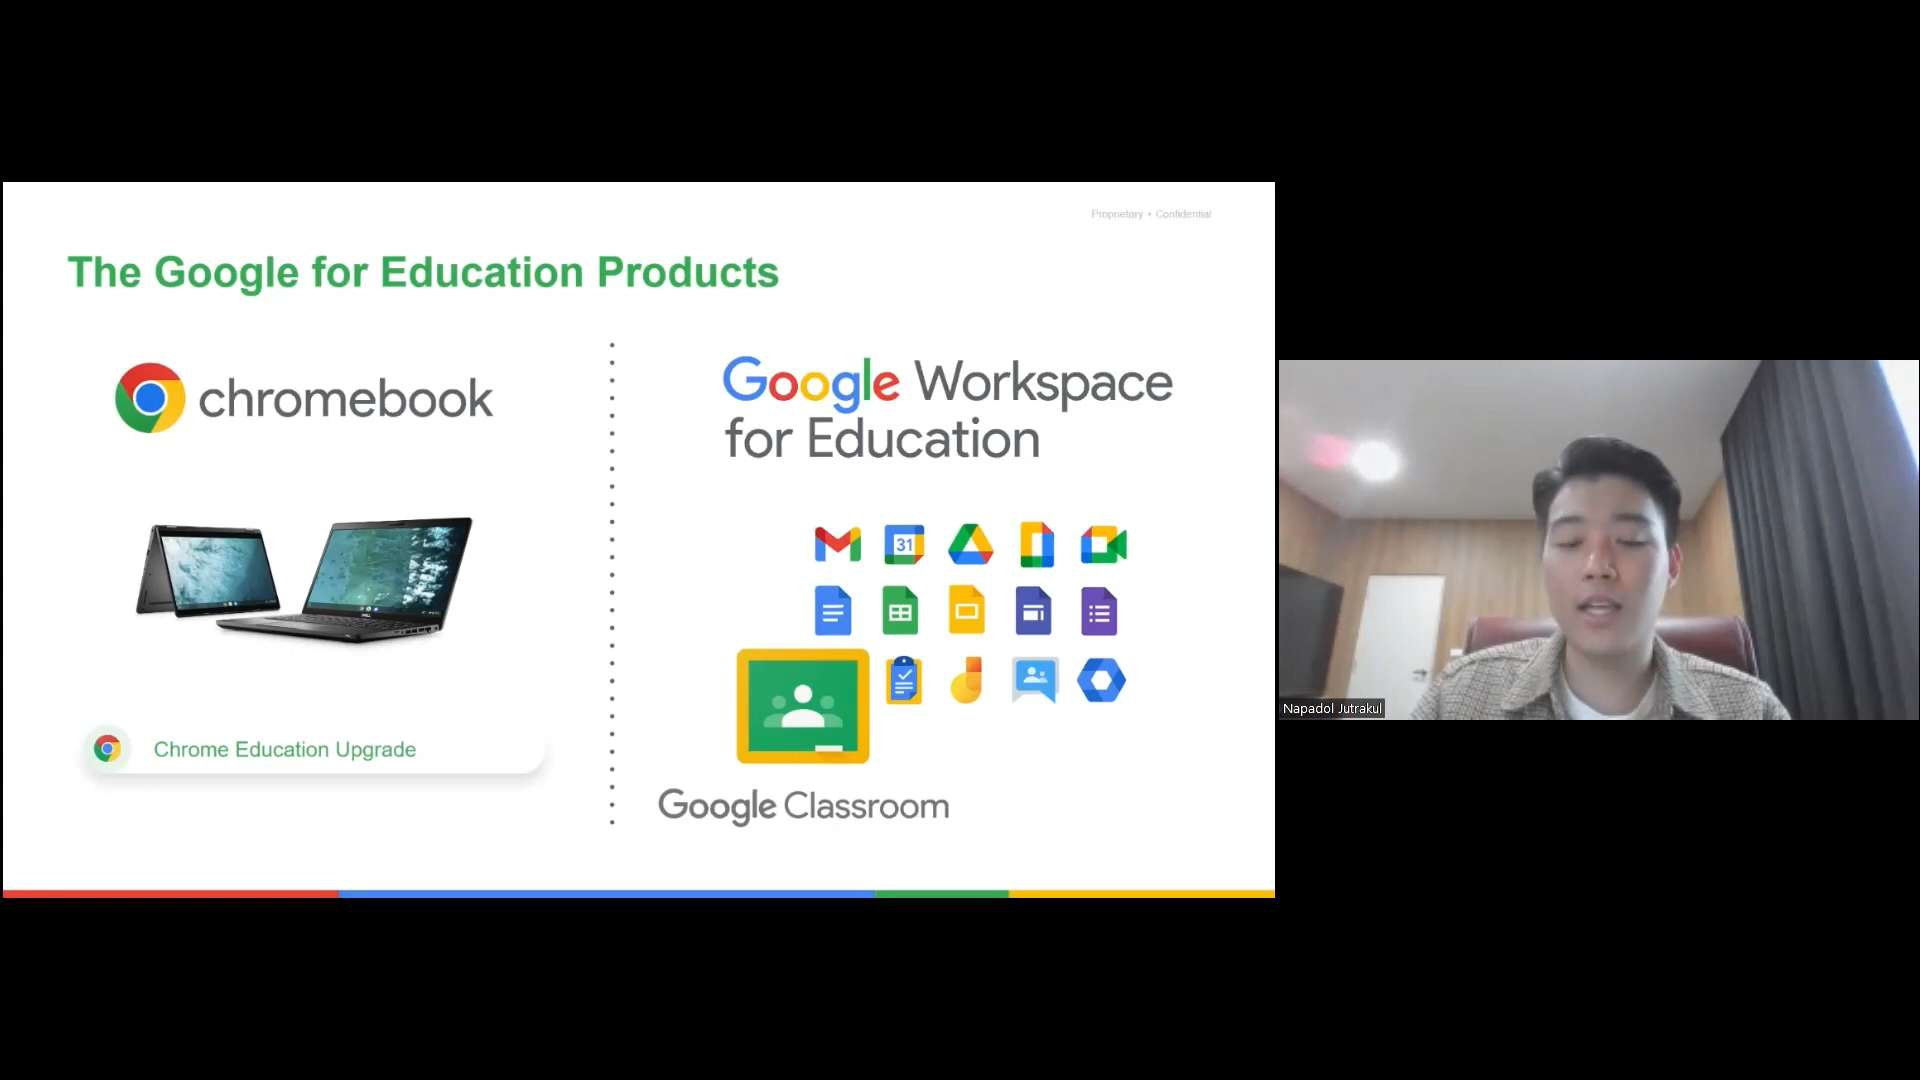 Proprietary + Confidential
The Google for Education Products
chromebook
Google Workspace
for Education
31
Chrome Education Upgrade
Google Classroom
Napadol Jutrakul